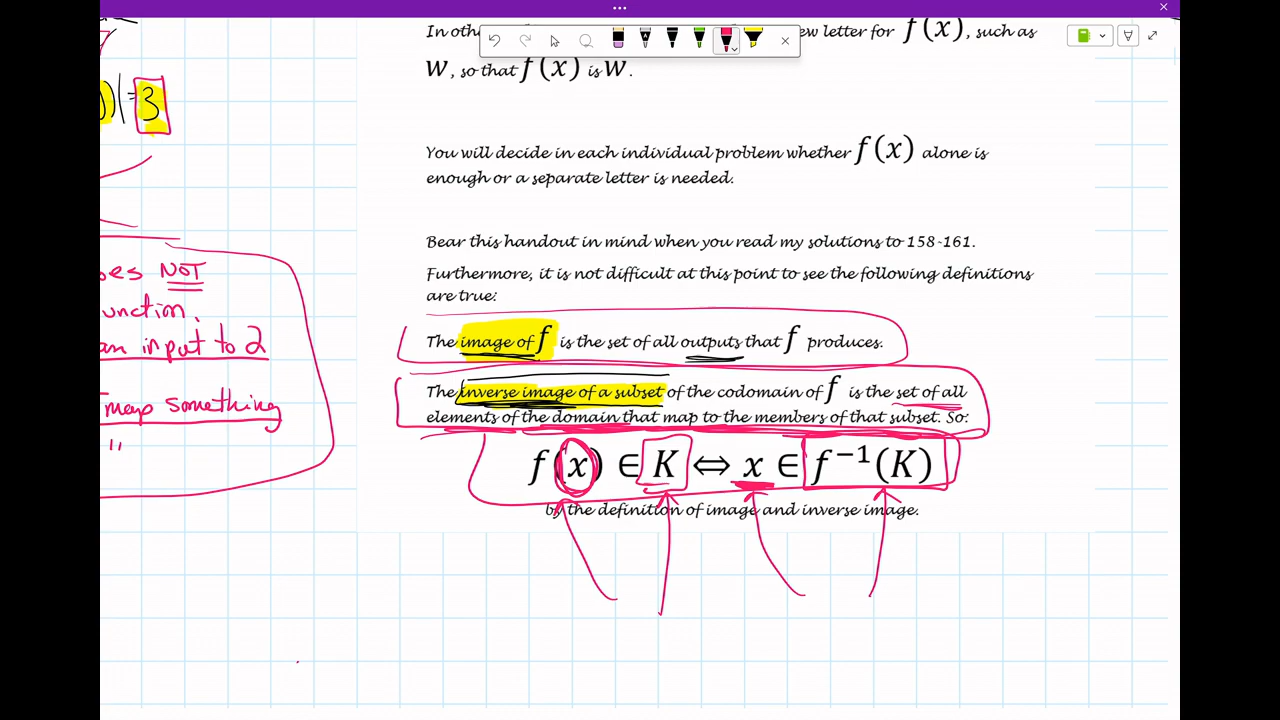 In othe
ew letter for f(x), such as
w, so that f(x) is w.
)| = 3
You will decide in each individual problem whether f(x) alone is
enough or a separate letter is needed.
Bear this handout in mind when you read my solutions to 158-161.
Furthermore, it is not difficult at this point to see the following definitions
are true:
The image of f is the set of all outputs that f produces.
The inverse image of a subset of the codomain of f is the set of all
elements of the domain that map to the members of that subset. So:
f(x) ∈ K ⇔ x ∈ f⁻¹(K)
by the definition of image and inverse image.
oes NOT
unction.
an input to 2
map something
"